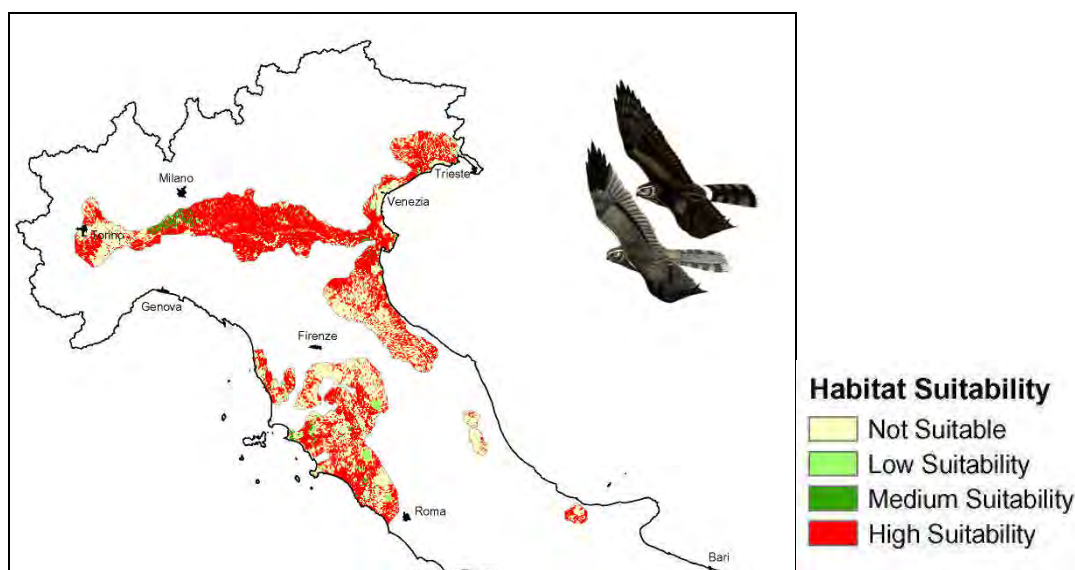 Milano
Trieste
Venezia
Torino
Genova
Firenze
Roma
Bari
Habitat Suitability
Not Suitable
Low Suitability
Medium Suitability
High Suitability